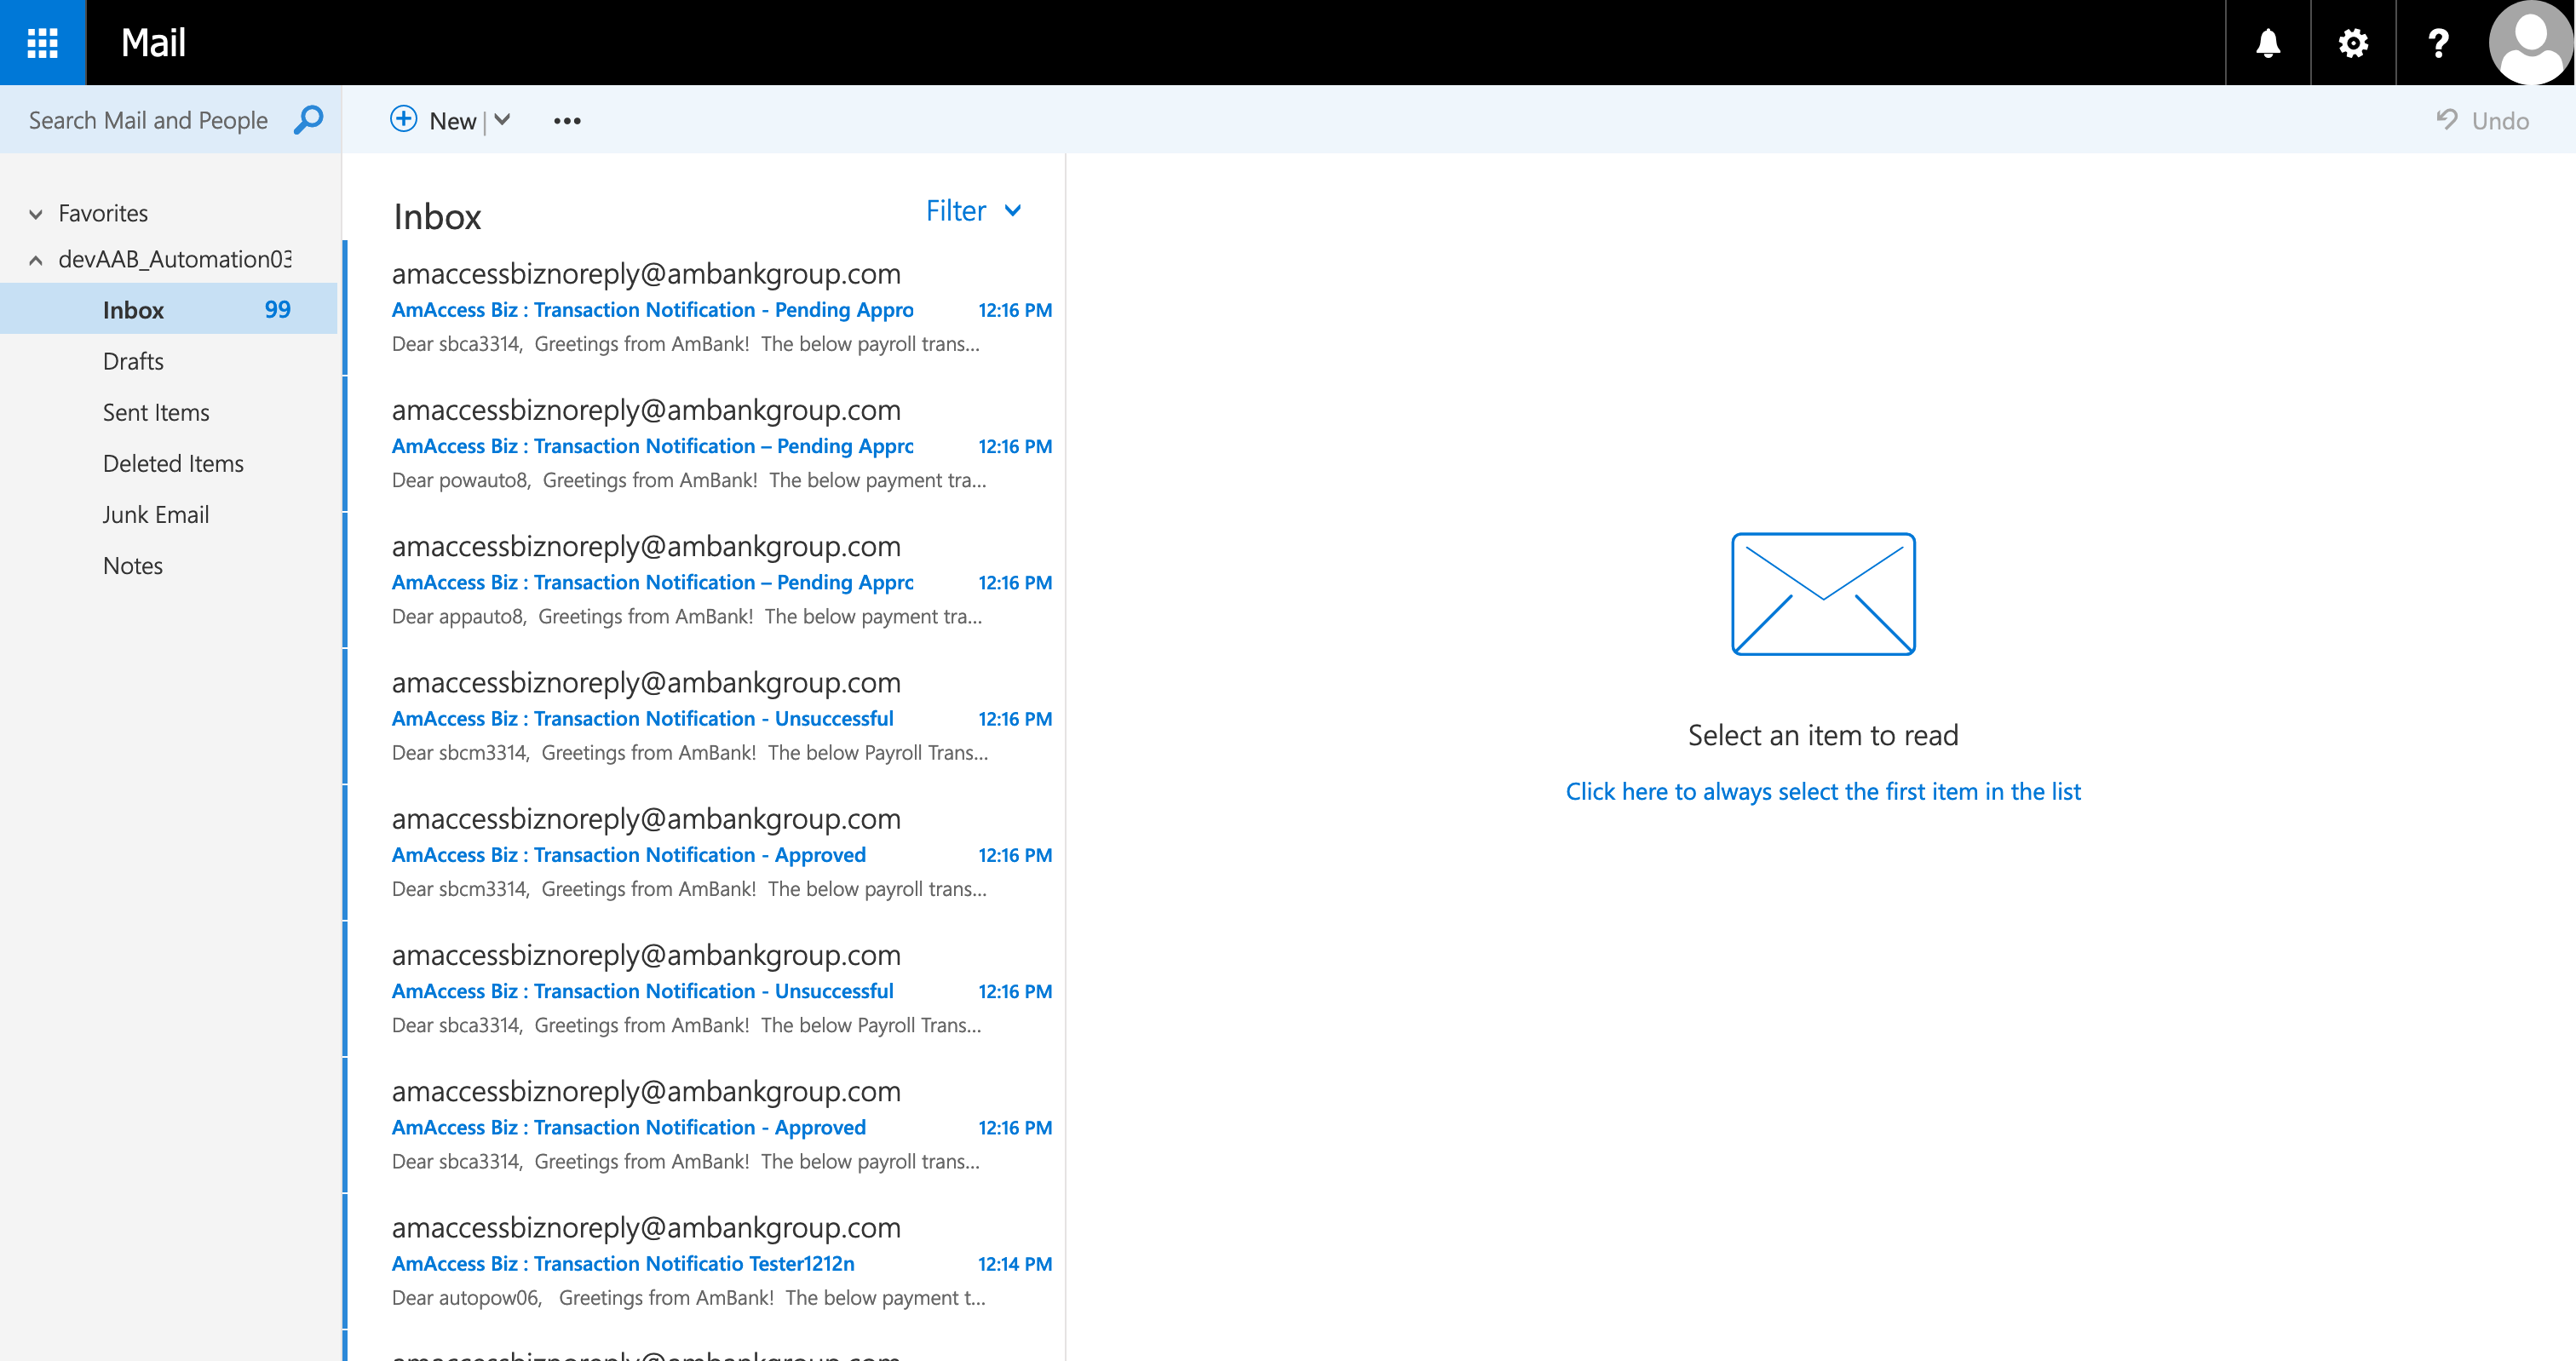 Mail
Search Mail and People
New
Undo
Favorites
devAAB_Automation03
Inbox 99
Drafts
Sent Items
Deleted Items
Junk Email
Notes
Inbox
Filter
amaccessbiznoreply@ambankgroup.com
AmAccess Biz : Transaction Notification - Pending Appro 12:16 PM
Dear sbca3314, Greetings from AmBank! The below payroll trans...
amaccessbiznoreply@ambankgroup.com
AmAccess Biz : Transaction Notification – Pending Appro 12:16 PM
Dear powauto8, Greetings from AmBank! The below payment tra...
amaccessbiznoreply@ambankgroup.com
AmAccess Biz : Transaction Notification – Pending Appro 12:16 PM
Dear appauto8, Greetings from AmBank! The below payment tra...
amaccessbiznoreply@ambankgroup.com
AmAccess Biz : Transaction Notification - Unsuccessful 12:16 PM
Dear sbcm3314, Greetings from AmBank! The below Payroll Trans...
amaccessbiznoreply@ambankgroup.com
AmAccess Biz : Transaction Notification - Approved 12:16 PM
Dear sbcm3314, Greetings from AmBank! The below payroll trans...
amaccessbiznoreply@ambankgroup.com
AmAccess Biz : Transaction Notification - Unsuccessful 12:16 PM
Dear sbca3314, Greetings from AmBank! The below Payroll Trans...
amaccessbiznoreply@ambankgroup.com
AmAccess Biz : Transaction Notification - Approved 12:16 PM
Dear sbca3314, Greetings from AmBank! The below payroll trans...
amaccessbiznoreply@ambankgroup.com
AmAccess Biz : Transaction Notificatio Tester1212n 12:14 PM
Dear autopow06, Greetings from AmBank! The below payment t...
Select an item to read
Click here to always select the first item in the list